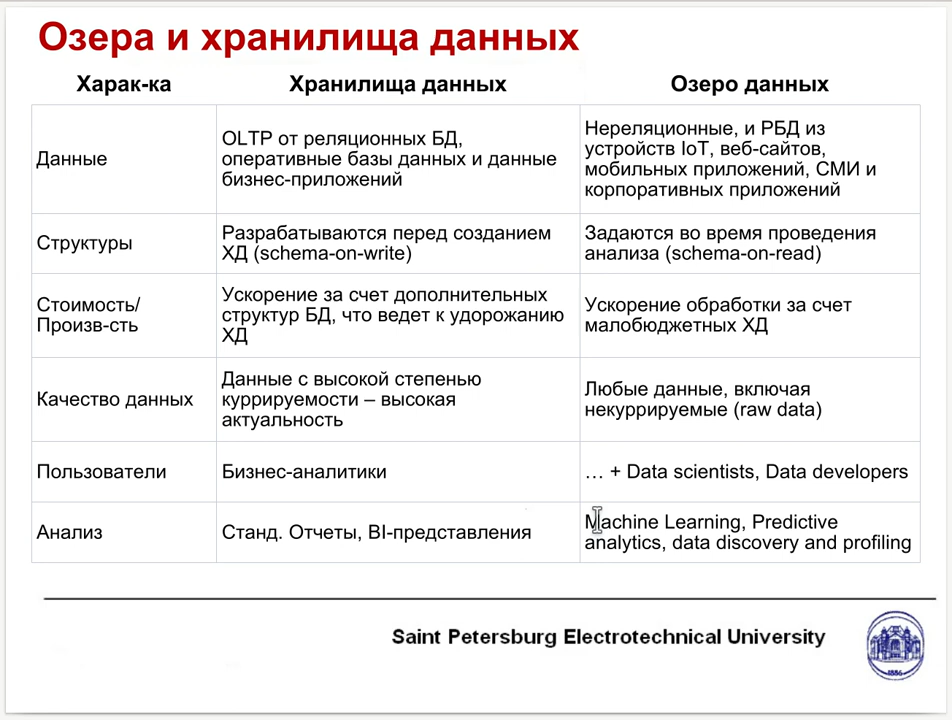 Озера и хранилища данных
Харак-ка
Хранилища данных
Озеро данных
Данные
OLTP от реляционных БД,
оперативные базы данных и данные
бизнес-приложений
Нереляционные, и РБД из
устройств IoT, веб-сайтов,
мобильных приложений, СМИ и
корпоративных приложений
Структуры
Разрабатываются перед созданием
ХД (schema-on-write)
Задаются во время проведения
анализа (schema-on-read)
Стоимость/
Произв-сть
Ускорение за счет дополнительных
структур БД, что ведет к удорожанию
ХД
Ускорение обработки за счет
малобюджетных ХД
Качество данных
Данные с высокой степенью
куррируемости – высокая
актуальность
Любые данные, включая
некуррируемые (raw data)
Пользователи
Бизнес-аналитики
… + Data scientists, Data developers
Анализ
Станд. Отчеты, BI-представления
Machine Learning, Predictive
analytics, data discovery and profiling
Saint Petersburg Electrotechnical University
1886